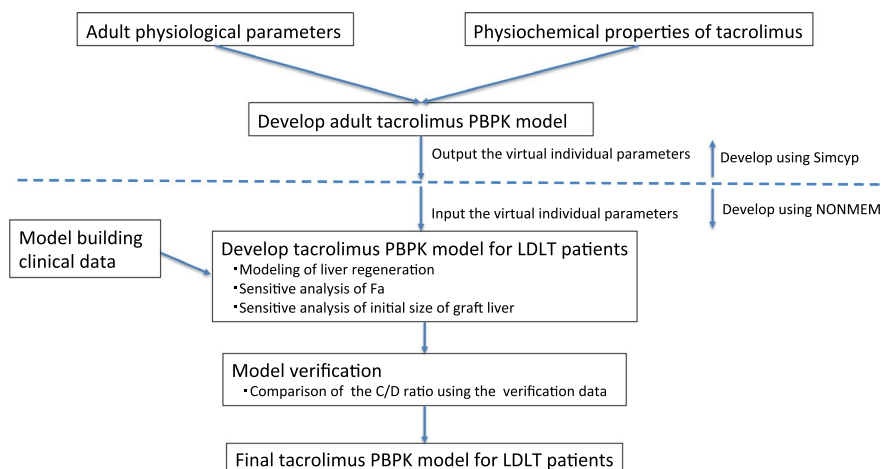 Adult physiological parameters
Physiochemical properties of tacrolimus
Develop adult tacrolimus PBPK model
Output the virtual individual parameters
Develop using Simcyp
Input the virtual individual parameters
Develop using NONMEM
Model building
clinical data
Develop tacrolimus PBPK model for LDLT patients
・Modeling of liver regeneration
・Sensitive analysis of Fa
・Sensitive analysis of initial size of graft liver
Model verification
・Comparison of the C/D ratio using the verification data
Final tacrolimus PBPK model for LDLT patients